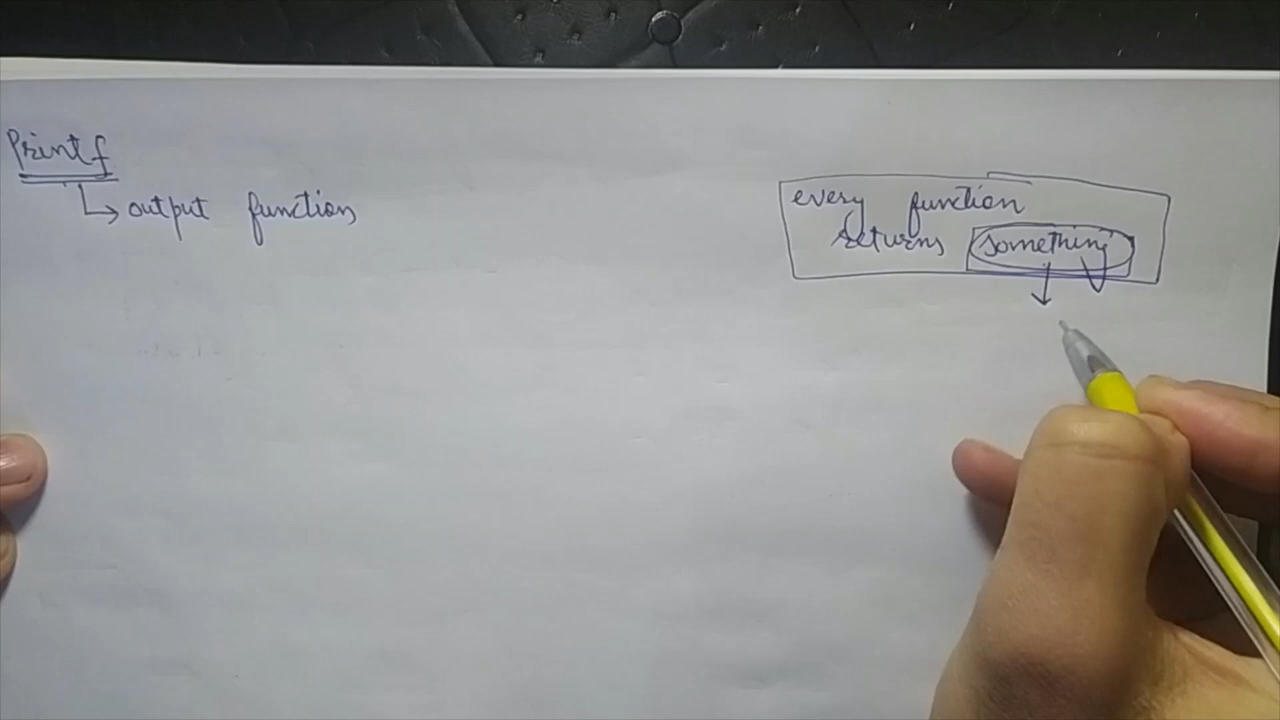 Printf
output function
every function
returns something